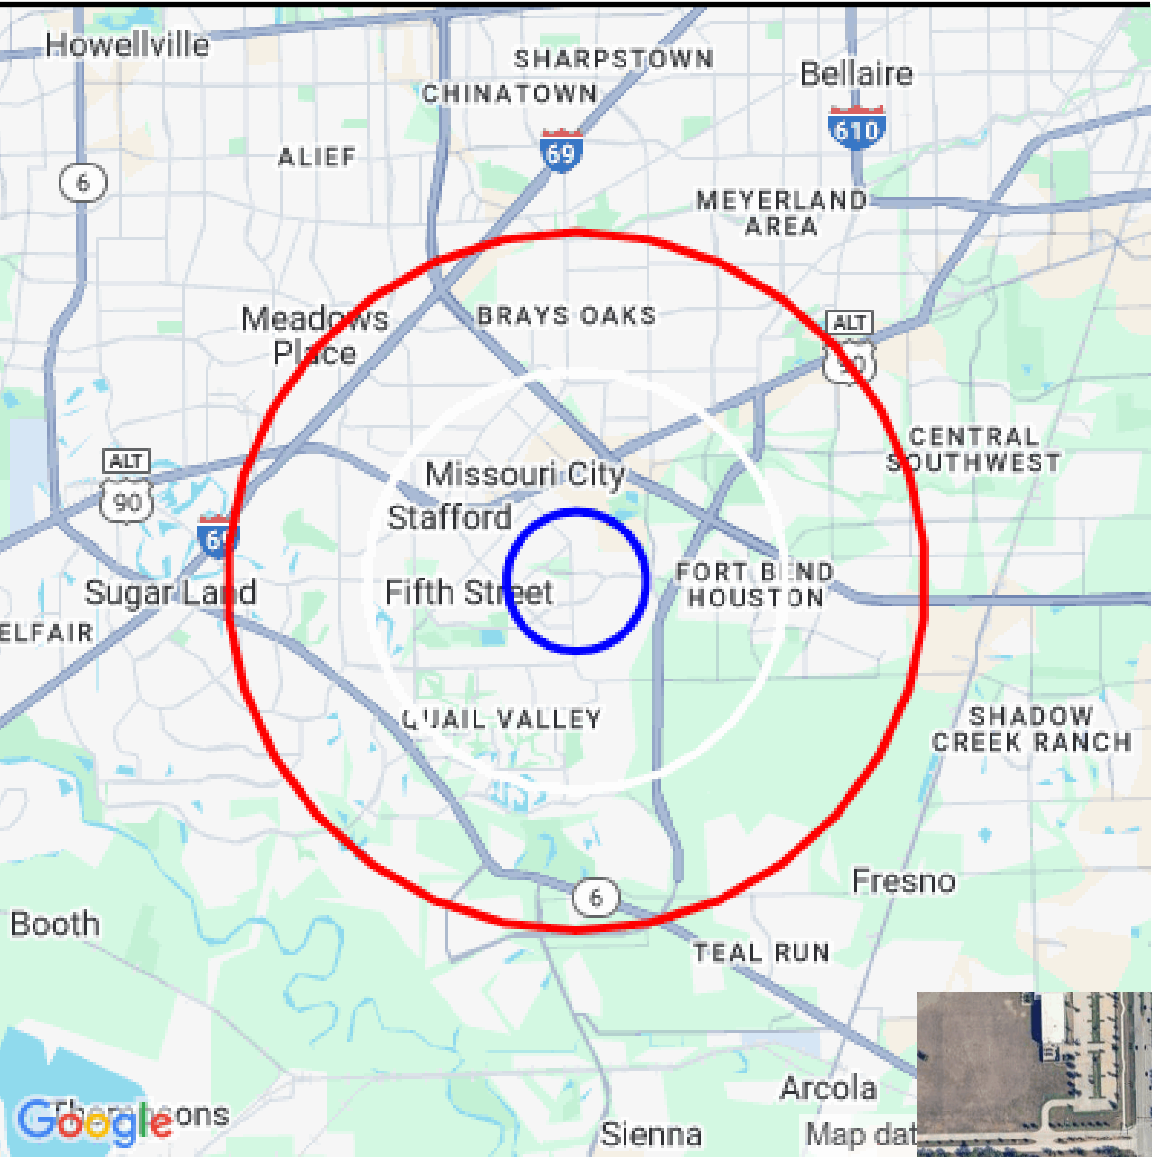 Howellville
SHARPSTOWN
CHINATOWN
Bellaire
610
69
ALIEF
6
MEYERLAND
AREA
Meadows
Place
BRAYS OAKS
ALT
90
CENTRAL
SOUTHWEST
ALT
90
Missouri City
Stafford
69
Sugar Land
Fifth Street
FORT BEND
HOUSTON
ELFAIR
QUAIL VALLEY
SHADOW
CREEK RANCH
6
Fresno
Booth
TEAL RUN
Arcola
Google
Sienna
Map dat